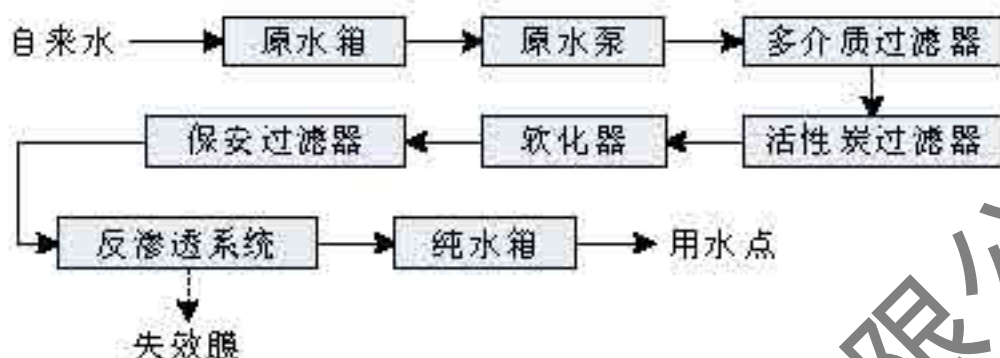 自来水 原水箱 原水泵 多介质过滤器
保安过滤器 软化器 活性炭过滤器
反渗透系统 纯水箱 用水点
失效膜
限公